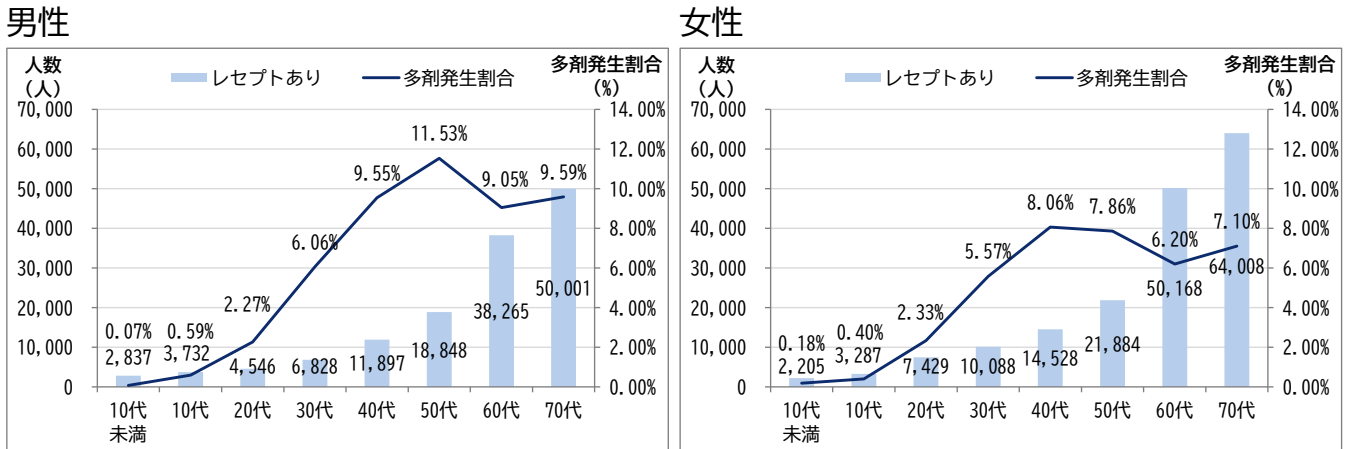 男性
人数
(人)
レセプトあり
多剤発生割合
多剤発生割合
(%)
70,000
60,000
50,000
40,000
30,000
20,000
10,000
0
14.00%
12.00%
10.00%
8.00%
6.00%
4.00%
2.00%
0.00%
0.07%
0.59%
2.27%
6.06%
9.55%
11.53%
9.05%
9.59%
2,837
3,732
4,546
6,828
11,897
18,848
38,265
50,001
10代
未満
10代
20代
30代
40代
50代
60代
70代
女性
人数
(人)
レセプトあり
多剤発生割合
多剤発生割合
(%)
70,000
60,000
50,000
40,000
30,000
20,000
10,000
0
14.00%
12.00%
10.00%
8.00%
6.00%
4.00%
2.00%
0.00%
0.18%
0.40%
2.33%
5.57%
8.06%
7.86%
6.20%
7.10%
2,205
3,287
7,429
10,088
14,528
21,884
50,168
64,008
10代
未満
10代
20代
30代
40代
50代
60代
70代